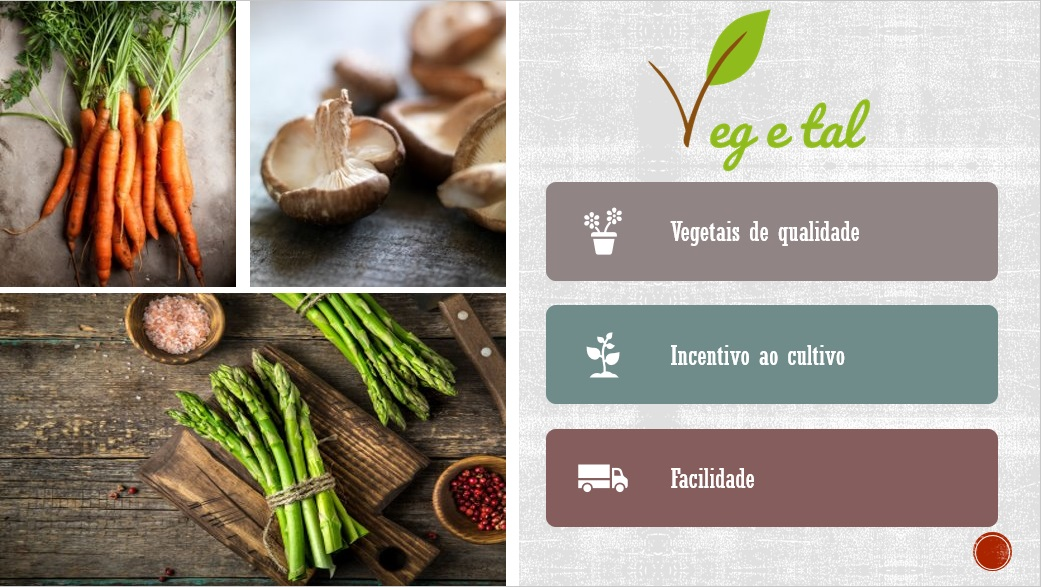 Veg e tal
Vegetais de qualidade
Incentivo ao cultivo
Facilidade